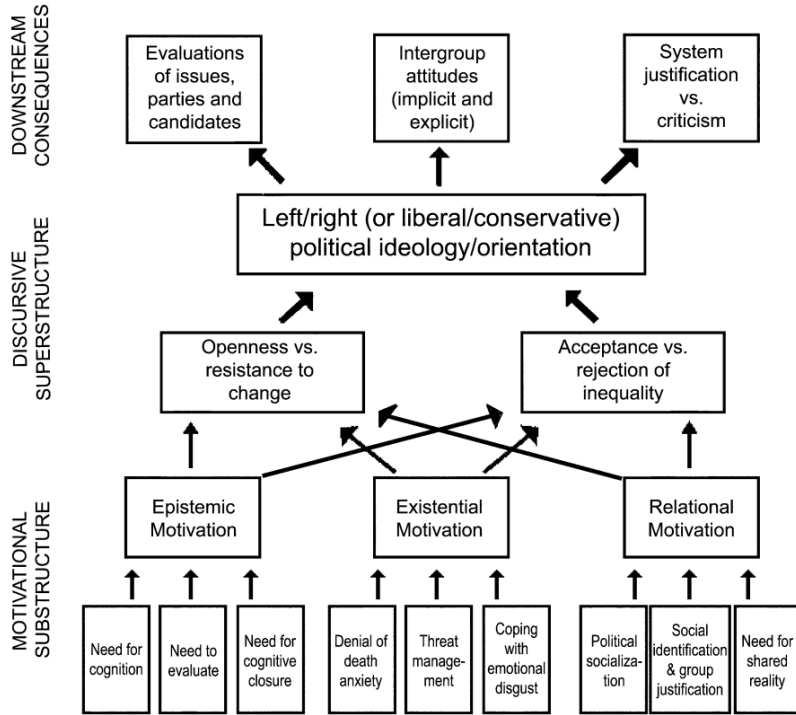 DOWNSTREAM
CONSEQUENCES
Evaluations
of issues,
parties and
candidates
Intergroup
attitudes
(implicit and
explicit)
System
justification
vs.
criticism
DISCURSIVE
SUPERSTRUCTURE
Left/right (or liberal/conservative)
political ideology/orientation
Openness vs.
resistance to
change
Acceptance vs.
rejection of
inequality
MOTIVATIONAL
SUBSTRUCTURE
Epistemic
Motivation
Existential
Motivation
Relational
Motivation
Need for
cognition
Need to
evaluate
Need for
cognitive
closure
Denial of
death
anxiety
Threat
manage-
ment
Coping
with
emotional
disgust
Political
socializa-
tion
Social
identification
& group
justification
Need for
shared
reality